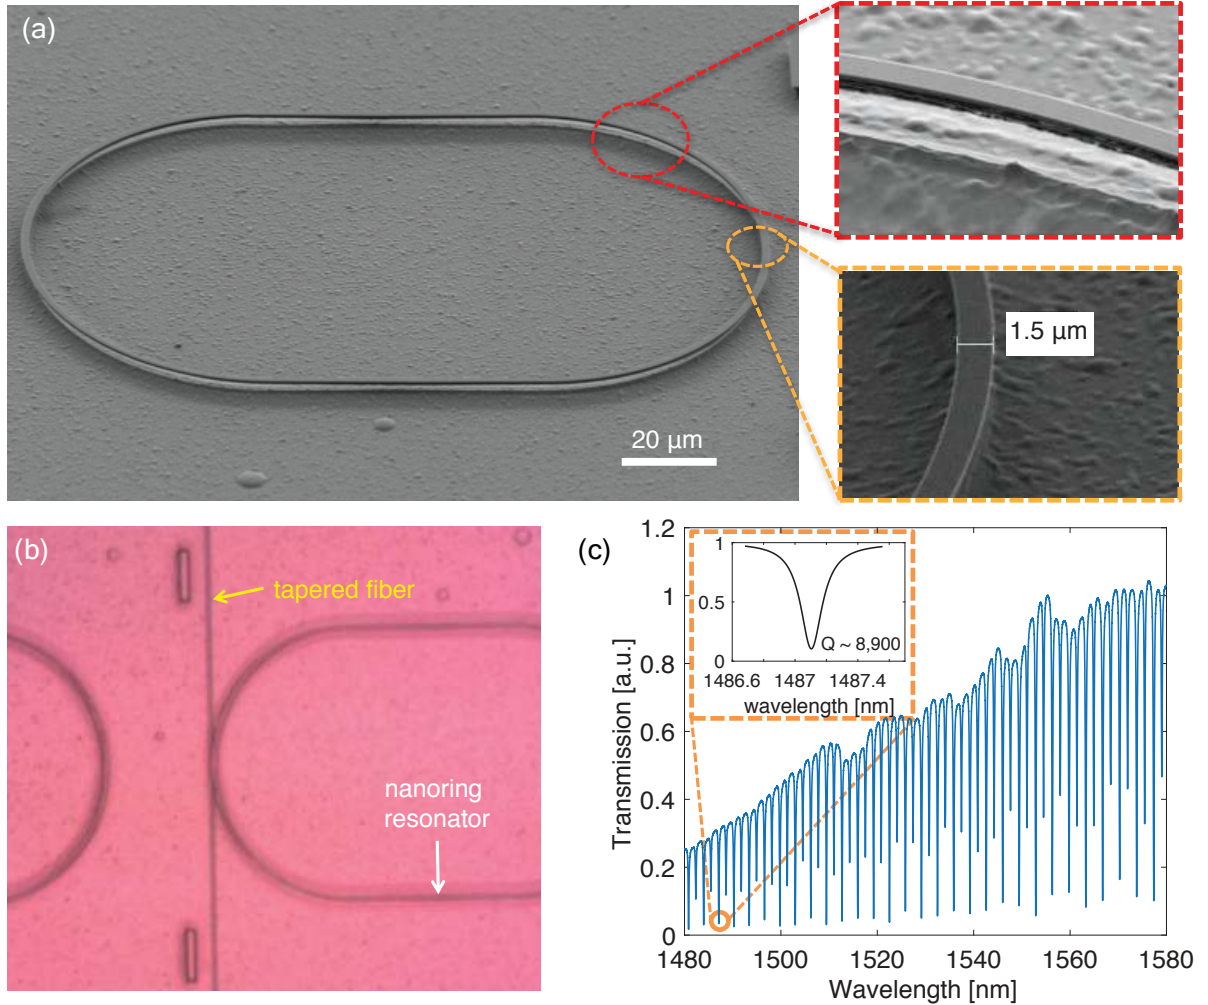 (a)
20 μm
1.5 μm
(b)
tapered fiber
nanoring
resonator
(c)
1.2
1
0.8
0.6
0.4
0.2
0
Transmission [a.u.]
1480
1500
1520
1540
1560
1580
Wavelength [nm]
1
0.5
0
Q ~ 8,900
1486.6
1487
1487.4
wavelength [nm]